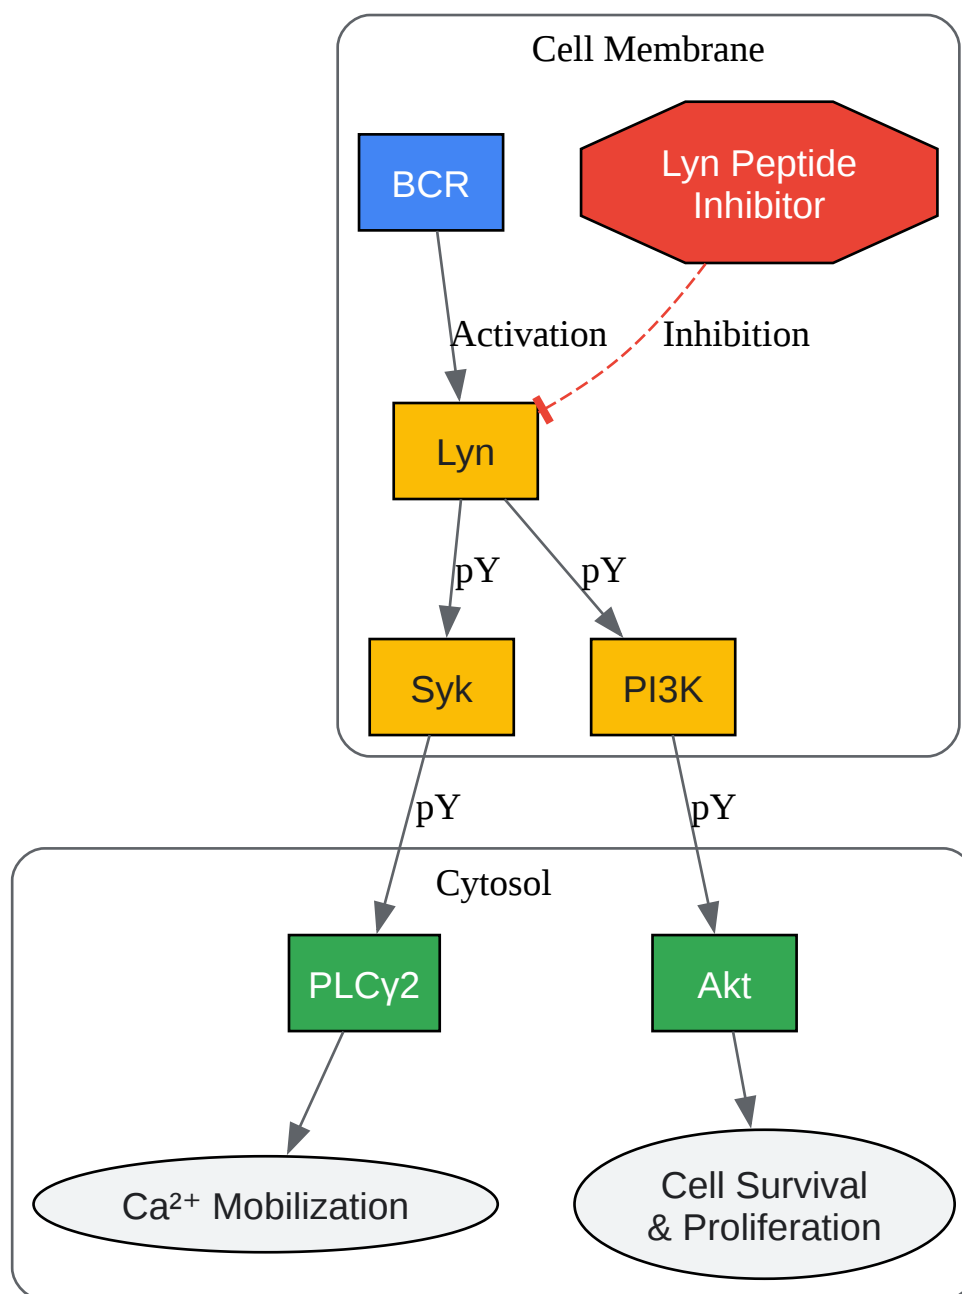 Cell Membrane
BCR
Lyn Peptide
Inhibitor
Activation
Inhibition
Lyn
pY
pY
Syk
PI3K
pY
pY
Cytosol
PLCγ2
Akt
Ca²⁺ Mobilization
Cell Survival
& Proliferation